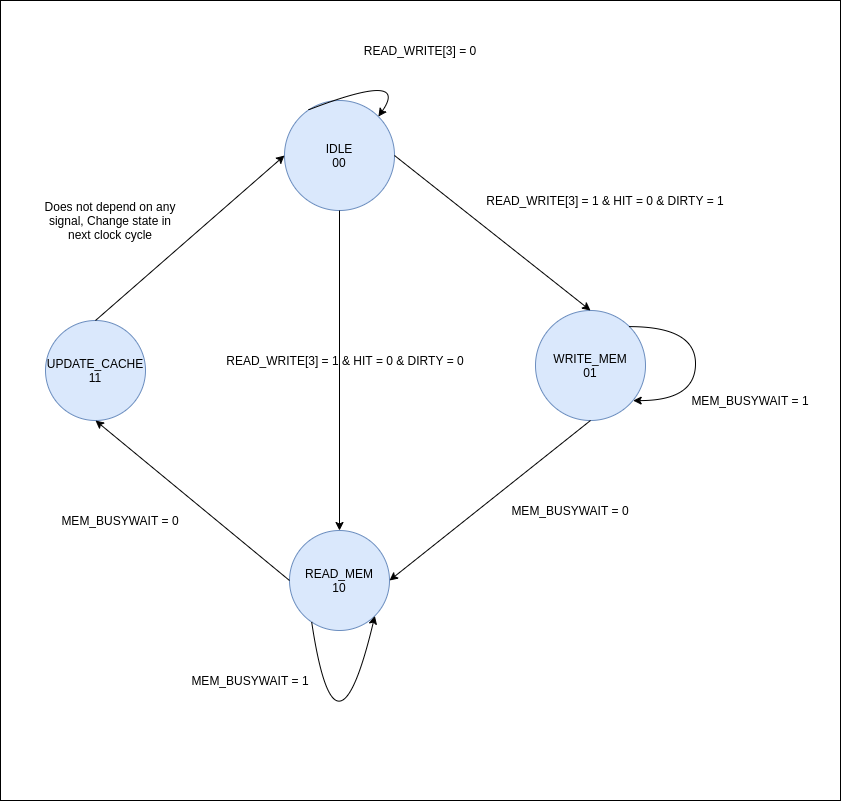 READ_WRITE[3] = 0
IDLE
00
READ_WRITE[3] = 1 & HIT = 0 & DIRTY = 1
Does not depend on any
signal, Change state in
next clock cycle
UPDATE_CACHE
11
READ_WRITE[3] = 1 & HIT = 0 & DIRTY = 0
WRITE_MEM
01
MEM_BUSYWAIT = 1
MEM_BUSYWAIT = 0
MEM_BUSYWAIT = 0
READ_MEM
10
MEM_BUSYWAIT = 1